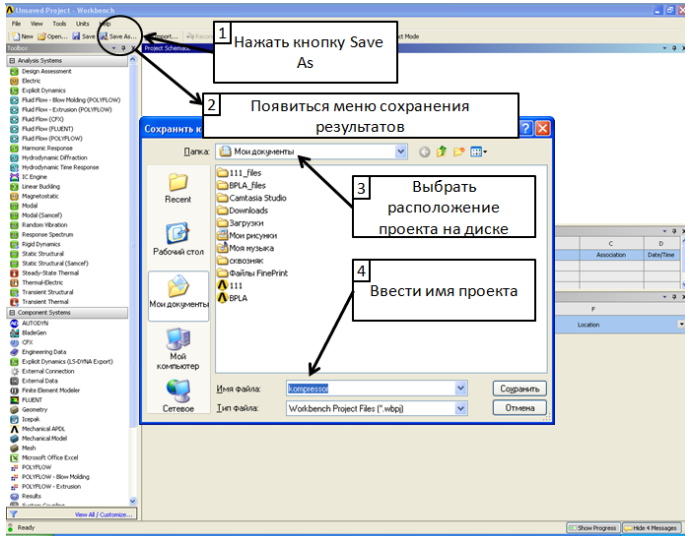 Unsaved Project - Workbench
File View Tools Units Help
New Open... Save Save As... Import...
Toolbox
Project Schematic
Analysis Systems
Design Assessment
Electric
Explicit Dynamics
Fluid Flow - Blow Molding (POLYFLOW)
Fluid Flow - Extrusion (POLYFLOW)
Fluid Flow (CFX)
Fluid Flow (FLUENT)
Fluid Flow (POLYFLOW)
Harmonic Response
Hydrodynamic Diffraction
Hydrodynamic Time Response
IC Engine
Linear Buckling
Magnetostatic
Modal
Modal (Samcef)
Random Vibration
Response Spectrum
Rigid Dynamics
Static Structural
Static Structural (Samcef)
Steady-State Thermal
Thermal-Electric
Transient Structural
Transient Thermal
Component Systems
AUTODYN
BladeGen
CFX
Engineering Data
Explicit Dynamics (LS-DYNA Export)
External Connection
External Data
Finite Element Modeler
FLUENT
Geometry
Icepak
Mechanical APDL
Mechanical Model
Mesh
Microsoft Office Excel
POLYFLOW
POLYFLOW - Blow Molding
POLYFLOW - Extrusion
Results
System Coupling
View All / Customize...
Ready
1
Нажать кнопку Save
As
2
Появиться меню сохранения
результатов
Сохранить к
Папка: Мои документы
Recent
Рабочий стол
Мои документы
Мой
компьютер
Сетевое
111_files
BPLA_files
Camtasia Studio
Downloads
Загрузки
Мои рисунки
Моя музыка
сквозняк
Файлы FinePrint
111
BPLA
3
Выбрать
расположение
проекта на диске
4
Ввести имя проекта
Имя файла: kompressor Сохранить
Тип файла: Workbench Project Files (*.wbpj) Отмена
C D
Association Date/Time
F
Location
Show Progress Hide 4 Messages